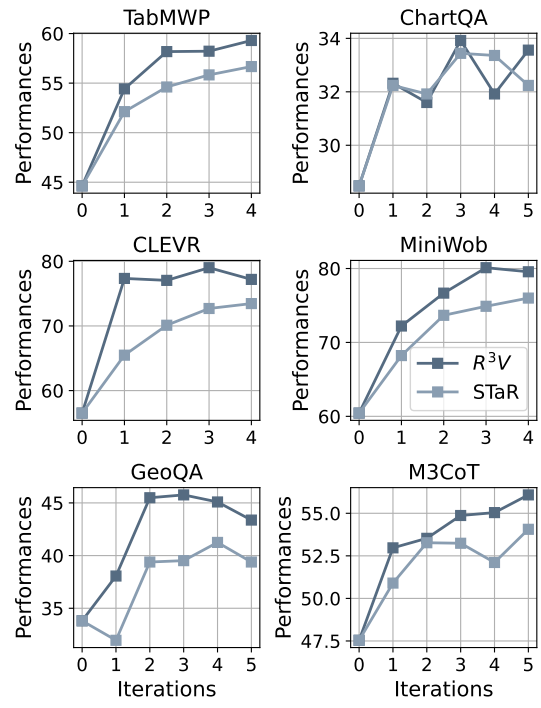 TabMWP
Performances
60
55
50
45
0 1 2 3 4
ChartQA
Performances
34
32
30
0 1 2 3 4 5
CLEVR
Performances
80
70
60
0 1 2 3 4
MiniWob
Performances
80
70
60
R³V
STaR
0 1 2 3 4
GeoQA
Performances
45
40
35
0 1 2 3 4 5
Iterations
M3CoT
Performances
55.0
52.5
50.0
47.5
0 1 2 3 4 5
Iterations